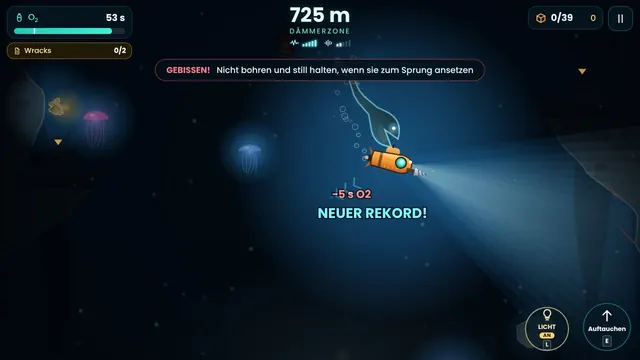 O₂ 53 s
Wracks 0/2
725 m
DÄMMERZONE
0/39 0
GEBISSEN! Nicht bohren und still halten, wenn sie zum Sprung ansetzen
-5 s O2
NEUER REKORD!
LICHT
AN
L
Auftauchen
E